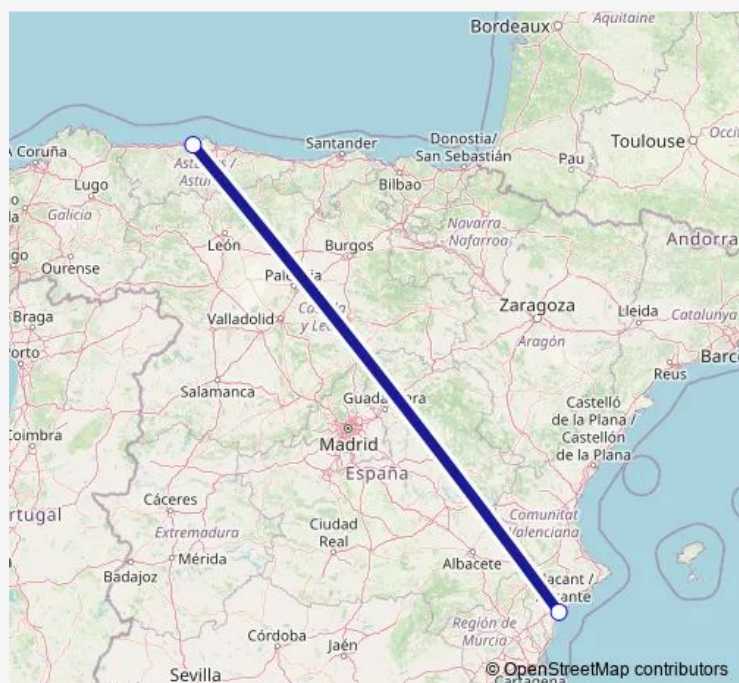 Bordeaux
Aquitaine
A Coruña
Santander
Donostia/
San Sebastián
Toulouse
Pau
Lugo
Bilbao
Galicia
León
Burgos
Navarra
Nafarroa
Andorra
Ourense
Zaragoza
Lleida
Catalunya
Braga
Valladolid
Aragón
Reus
Salamanca
Castelló
de la Plana /
Castellón
de la Plana
Madrid
España
Cáceres
Extremadura
Ciudad
Real
Comunitat
Mérida
Albacete
Badajoz
Región de
Murcia
Córdoba
Jaén
Sevilla
© OpenStreetMap contributors